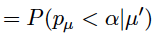 = P(p_μ < α|μ′)